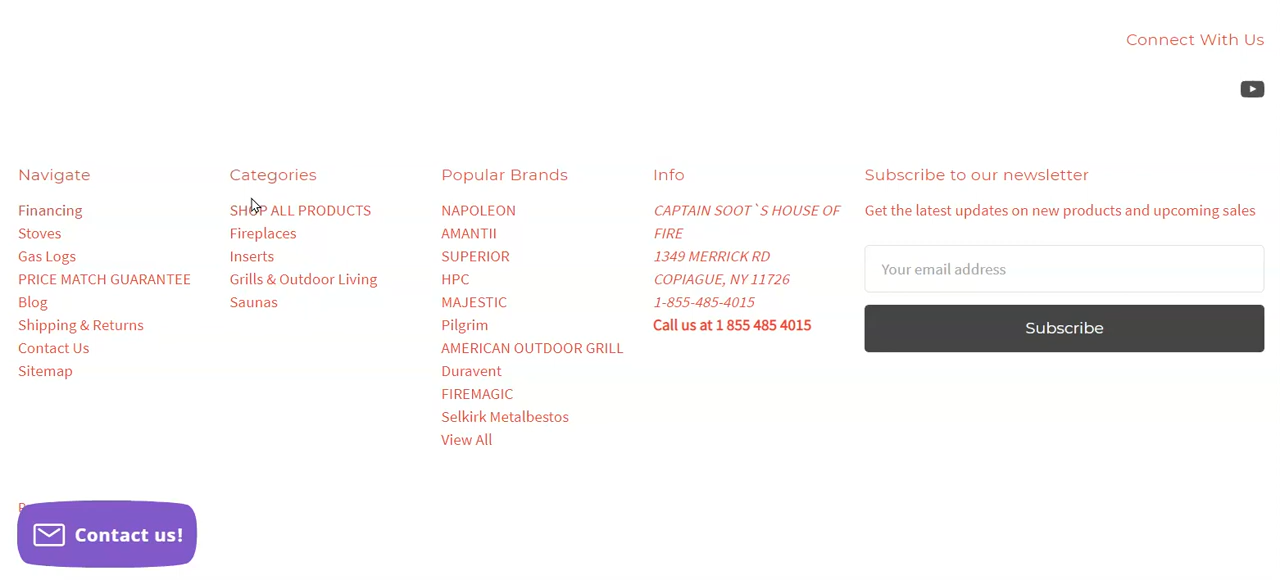 Connect With Us
Navigate
Financing
Stoves
Gas Logs
PRICE MATCH GUARANTEE
Blog
Shipping & Returns
Contact Us
Sitemap
Categories
SHOP ALL PRODUCTS
Fireplaces
Inserts
Grills & Outdoor Living
Saunas
Popular Brands
NAPOLEON
AMANTII
SUPERIOR
HPC
MAJESTIC
Pilgrim
AMERICAN OUTDOOR GRILL
Duravent
FIREMAGIC
Selkirk Metalbestos
View All
Info
CAPTAIN SOOT`S HOUSE OF
FIRE
1349 MERRICK RD
COPIAGUE, NY 11726
1-855-485-4015
Call us at 1 855 485 4015
Subscribe to our newsletter
Get the latest updates on new products and upcoming sales
Your email address
Subscribe
Contact us!